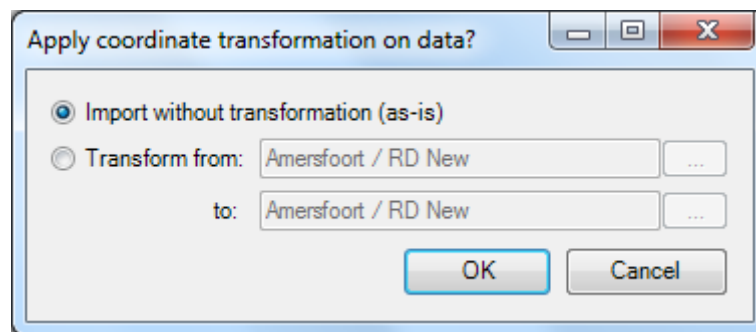 Apply coordinate transformation on data?
Import without transformation (as-is)
Transform from: Amersfoort / RD New ...
to: Amersfoort / RD New ...
OK Cancel